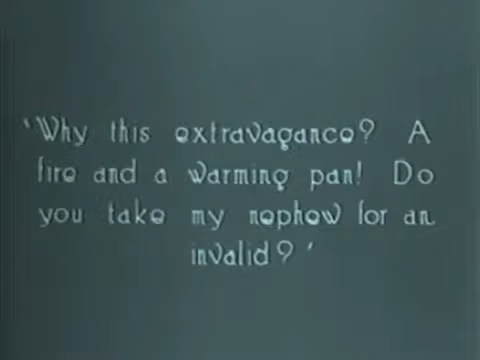 'Why this extravagance? A
fire and a warming pan! Do
you take my nephew for an
invalid?'